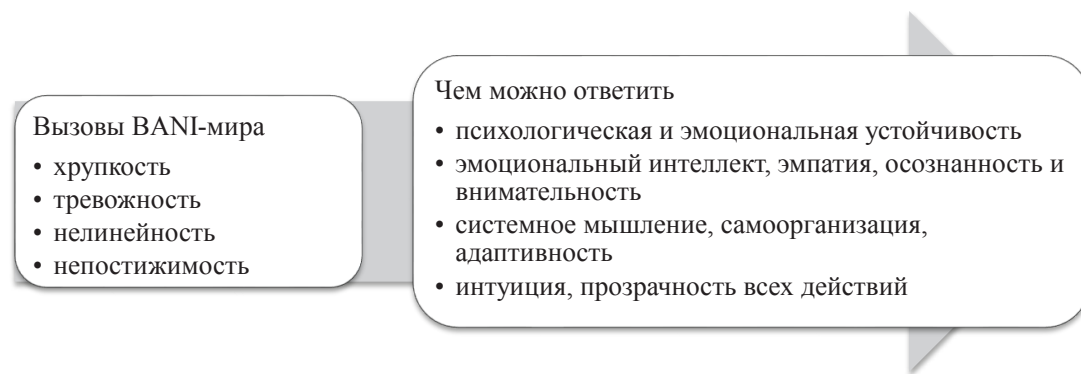 Вызовы BANI-мира
• хрупкость
• тревожность
• нелинейность
• непостижимость
Чем можно ответить
• психологическая и эмоциональная устойчивость
• эмоциональный интеллект, эмпатия, осознанность и
внимательность
• системное мышление, самоорганизация,
адаптивность
• интуиция, прозрачность всех действий